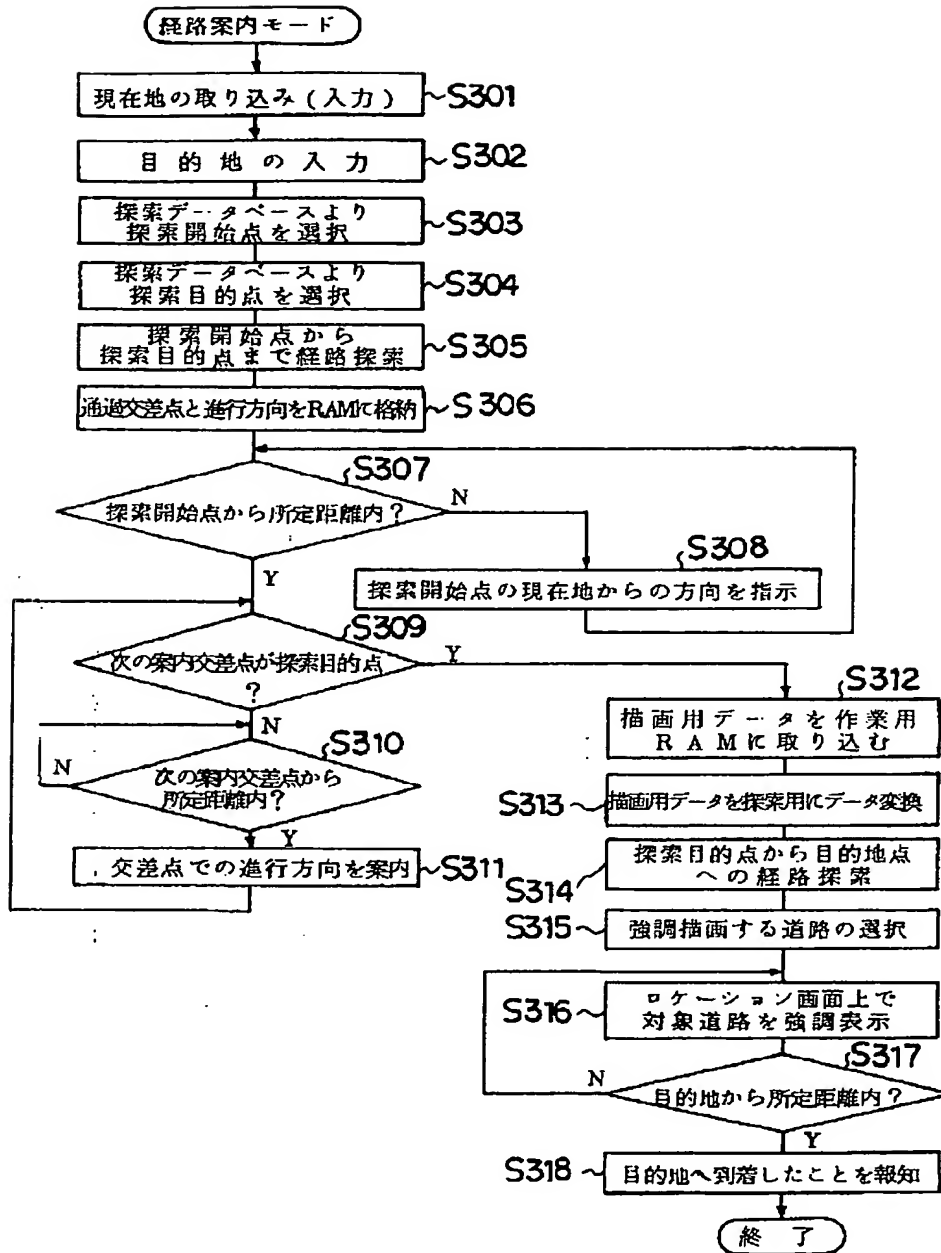 経路案内モード
現在地の取り込み(入力)
S301
目的地の入力
S302
探索データベースより
探索開始点を選択
S303
探索データベースより
探索目的点を選択
S304
探索開始点から
探索目的点まで経路探索
S305
通過交差点と進行方向をRAMに格納
S306
S307
探索開始点から所定距離内?
N
Y
S308
探索開始点の現在地からの方向を指示
S309
次の案内交差点が探索目的点
?
Y
N
S310
次の案内交差点から
所定距離内?
N
Y
交差点での進行方向を案内
S311
S312
描画用データを作業用
RAMに取り込む
S313
描画用データを探索用にデータ変換
S314
探索目的点から目的地点
への経路探索
S315
強調描画する道路の選択
S316
ロケーション画面上で
対象道路を強調表示
S317
目的地から所定距離内?
N
Y
S318
目的地へ到着したことを報知
終了